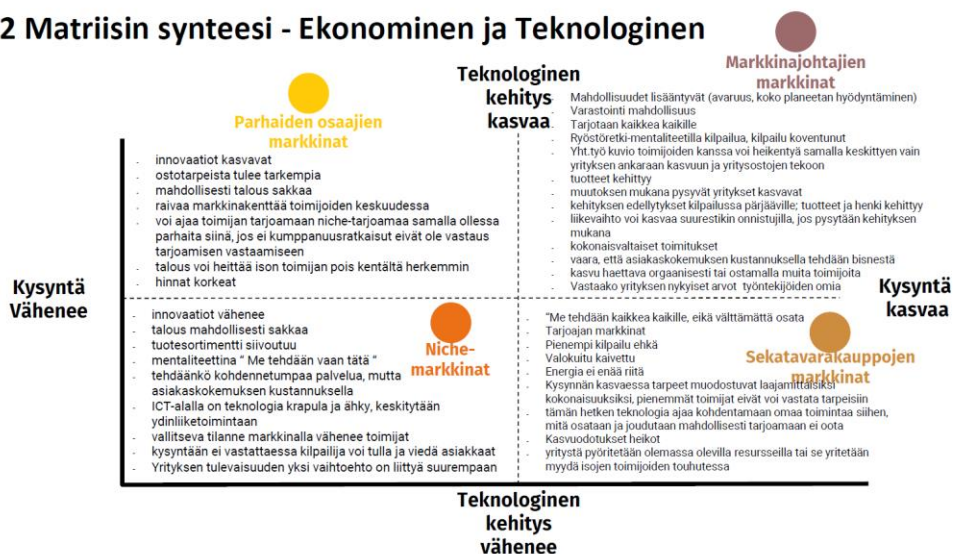 2 Matriisin synteesi - Ekonominen ja Teknologinen
Teknologinen
kehitys
kasvaa
Parhaiden osaajien
markkinat
innovaatiot kasvavat
ostotarpeista tulee tarkempia
mahdollisesti talous sakkaa
raivaa markkinakenttää toimijoiden keskuudessa
voi ajaa toimijan tarjoamaan niche-tarjoamaa samalla ollessa
parhaita siinä, jos ei kumppanuusratkaisut eivät ole vastaus
tarjoamisen vastaamiseen
talous voi heittää ison toimijan pois kentältä herkemmin
hinnat korkeat
Markkinajohtajien
markkinat
Mahdollisuudet lisääntyvät (avaruus, koko planeetan hyödyntäminen)
Varastointi mahdollisuus
Tarjotaan kaikkea kaikille
Ryöstöretki-mentaliteetilla kilpailua, kilpailu koventunut
Yht.työ kuvio toimijoiden kanssa voi heikentyä samalla keskittyen vain
yrityksen ankaraan kasvuun ja yritysostojen tekoon
tuotteet kehittyy
muutoksen mukana pysyvät yritykset kasvavat
kehityksen edellytykset kilpailussa pärjääville; tuotteet ja henki kehittyy
liikevaihto voi kasvaa suurestikin onnistujilla, jos pysytään kehityksen
mukana
kokonaisvaltaiset toimitukset
vaara, että asiakaskokemuksen kustannuksella tehdään bisnestä
kasvu haettava orgaanisesti tai ostamalla muita toimijoita
Vastaako yrityksen nykyiset arvot työntekijöiden omia
Kysyntä
Vähenee
Kysyntä
kasvaa
innovaatiot vähenee
talous mahdollisesti sakkaa
tuotesortimentti siivoutuu
mentaliteettina " Me tehdään vaan tätä "
tehdäänkö kohdennetumpaa palvelua, mutta
asiakaskokemuksen kustannuksella
ICT-alalla on teknologia krapula ja ähky, keskitytään
ydinliiketoimintaan
vallitseva tilanne markkinalla vähenee toimijat
kysyntään ei vastattaessa kilpailija voi tulla ja viedä asiakkaat
Yrityksen tulevaisuuden yksi vaihtoehto on liittyä suurempaan
Niche-
markkinat
"Me tehdään kaikkea kaikille, eikä välttämättä osata
Tarjoajan markkinat
Pienempi kilpailu ehkä
Valokuitu kaivettu
Energia ei enää riitä
Kysynnän kasvaessa tarpeet muodostuvat laajamittaisiksi
kokonaisuuksiksi, pienemmät toimijat eivät voi vastata tarpeisiin
tämän hetken teknologia ajaa kohdentamaan omaa toimintaa siihen,
mitä osataan ja joudutaan mahdollisesti tarjoamaan ei oota
Kasvuodotukset heikot
yritystä pyöritetään olemassa olevilla resursseilla tai se yritetään
myydä isojen toimijoiden touhutessa
Sekatavarakauppojen
markkinat
Teknologinen
kehitys
vähenee